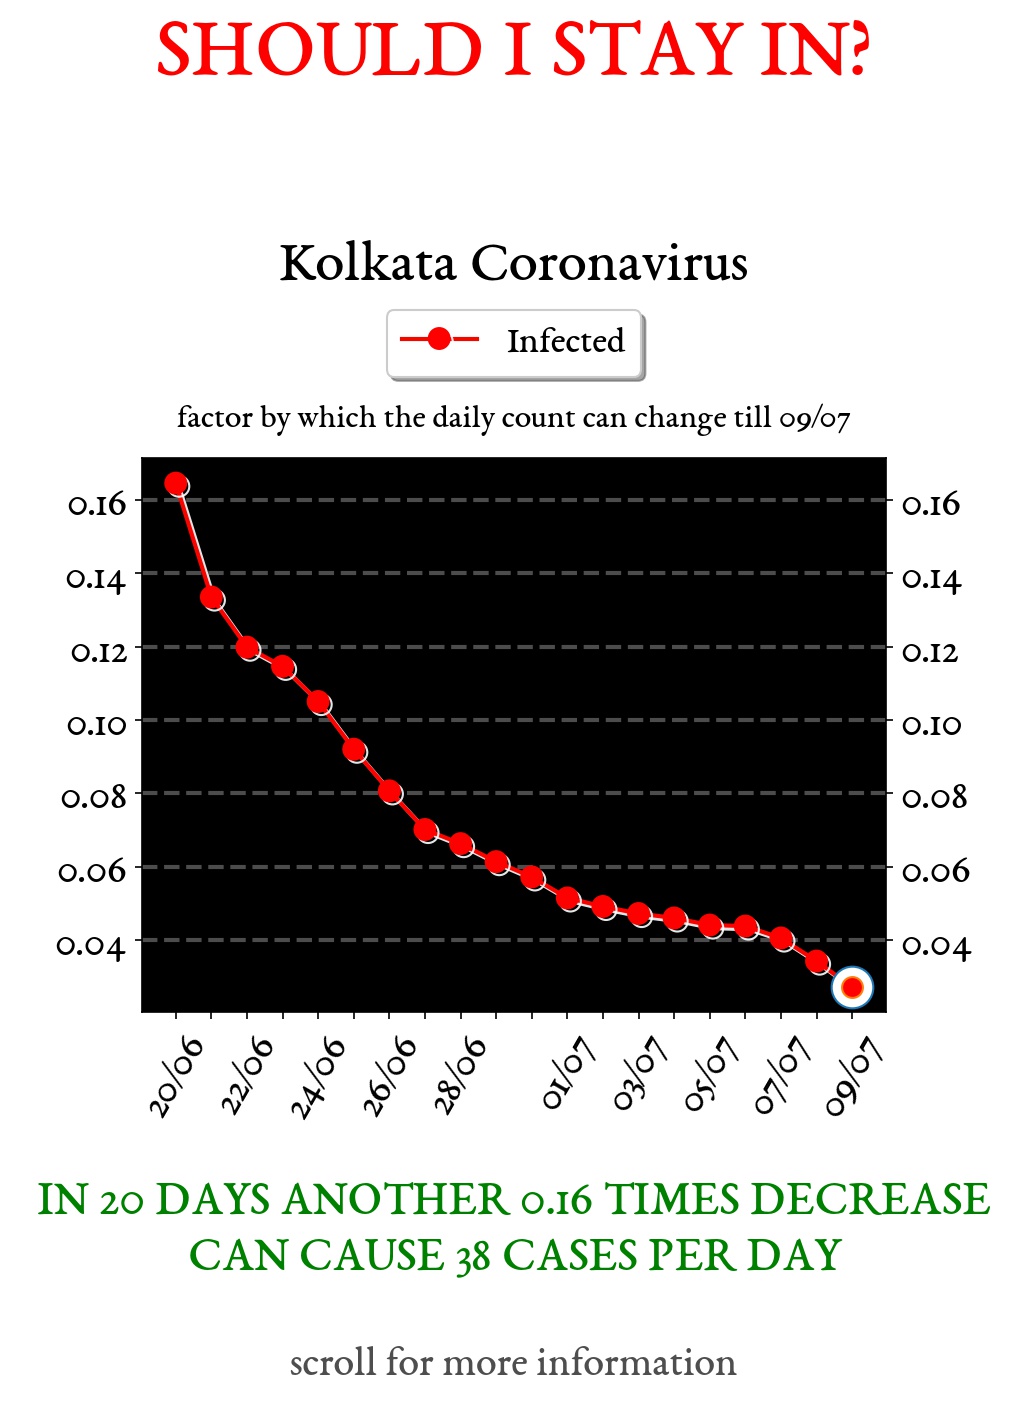 SHOULD I STAY IN?
Kolkata Coronavirus
Infected
factor by which the daily count can change till 09/07
0.16 0.16
0.14 0.14
0.12 0.12
0.10 0.10
0.08 0.08
0.06 0.06
0.04 0.04
20/06 22/06 24/06 26/06 28/06 01/07 03/07 05/07 07/07 09/07
IN 20 DAYS ANOTHER 0.16 TIMES DECREASE
CAN CAUSE 38 CASES PER DAY
scroll for more information